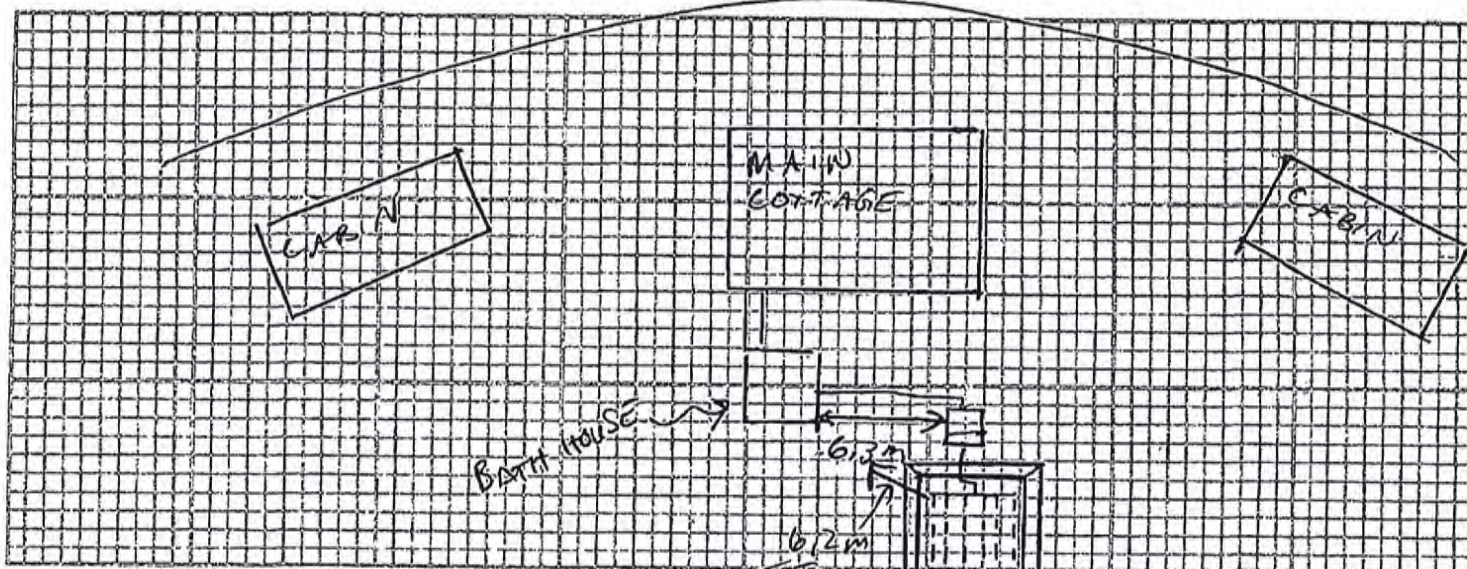 MAIN
COTTAGE
CABIN
CABIN
BATH HOUSE
6.3m
6.2m